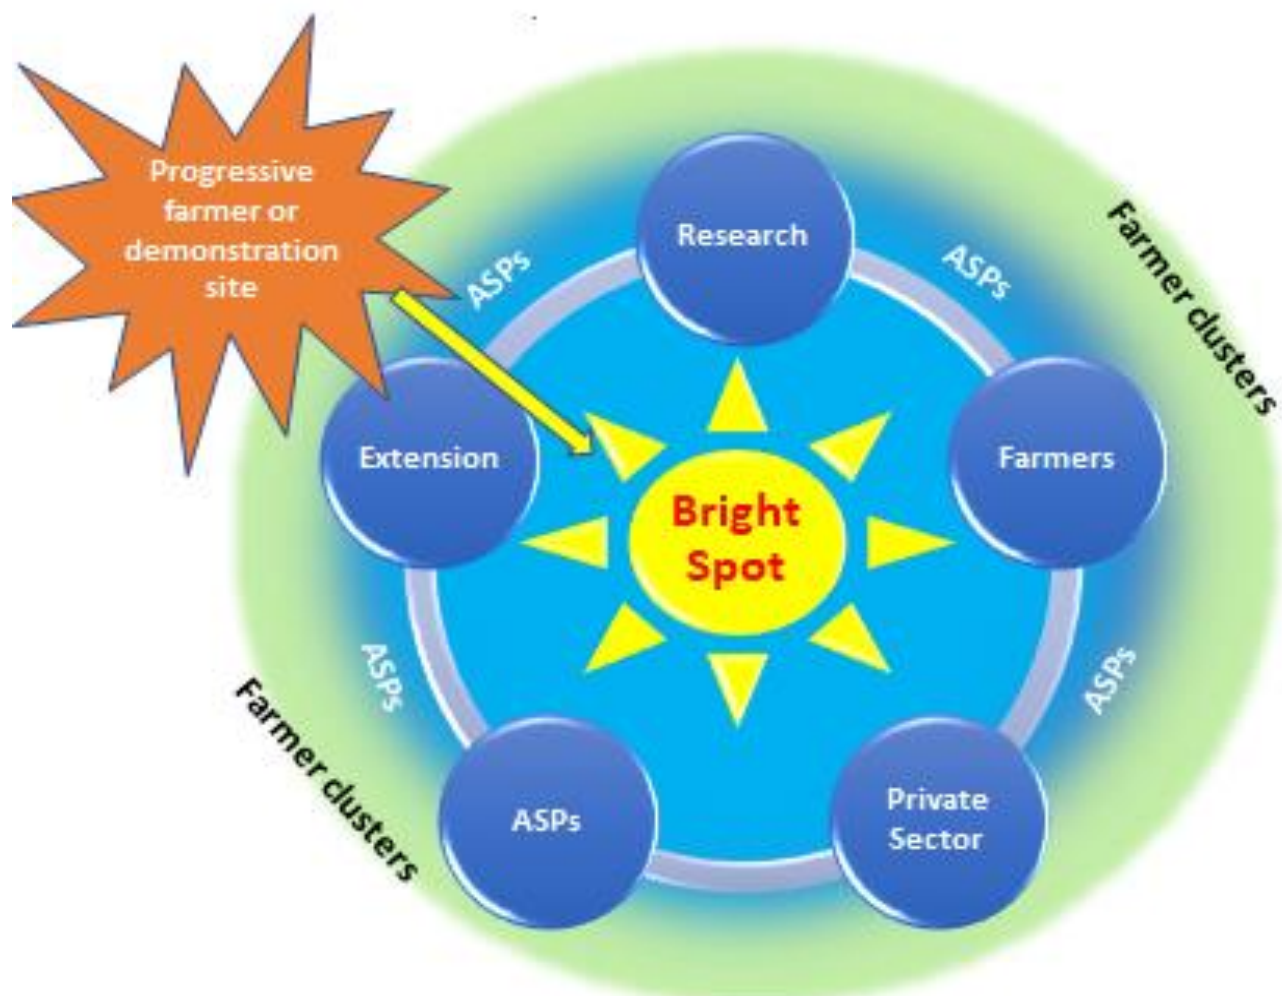 Progressive
farmer or
demonstration
site
Research
ASPs
ASPs
Farmer clusters
Extension
Farmers
Bright
Spot
ASPs
ASPs
Farmer clusters
ASPs
Private
Sector